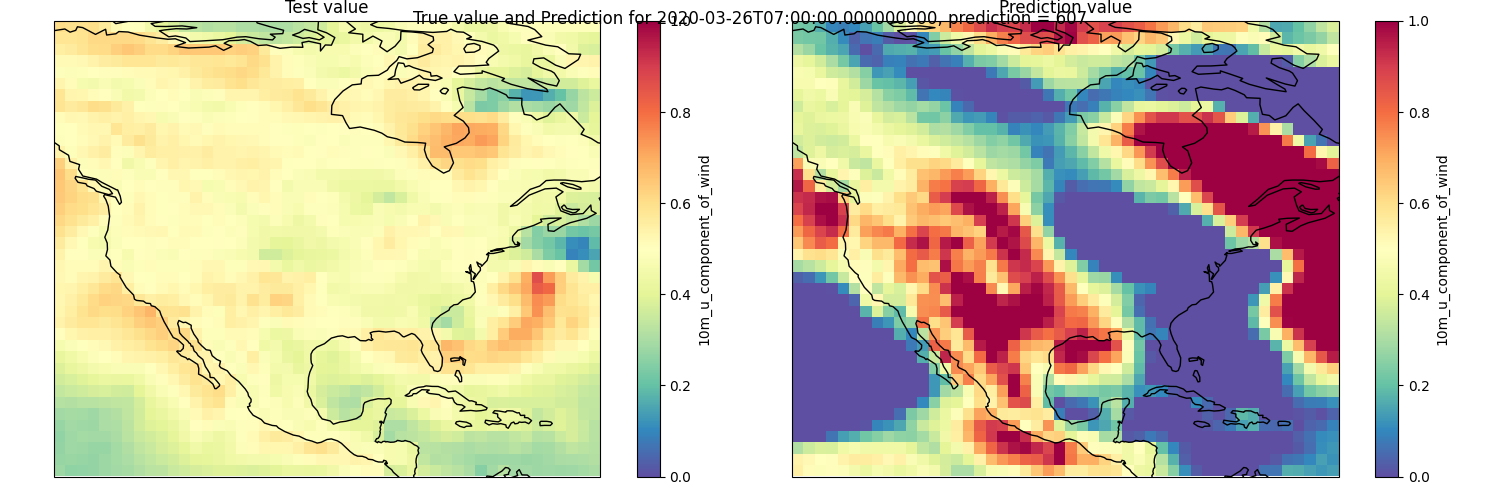 Test value
Prediction value
True value and Prediction for 2020-03-26T07:00:00.000000000, prediction = 607
1.0
0.8
0.6
0.4
0.2
0.0
10m_u_component_of_wind
1.0
0.8
0.6
0.4
0.2
0.0
10m_u_component_of_wind